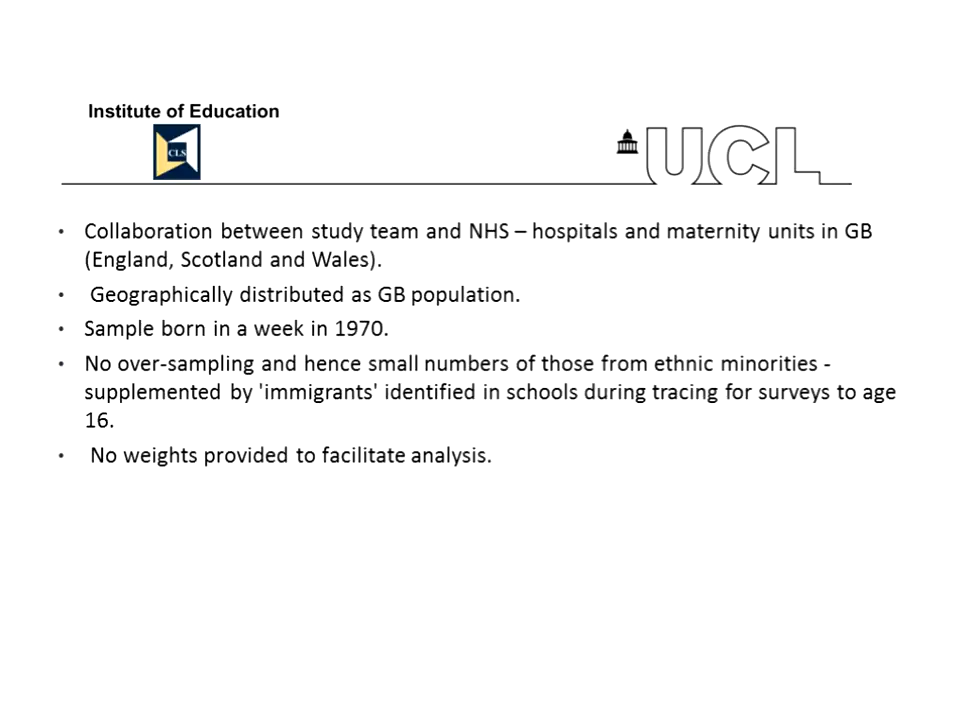 Institute of Education
CLS
UCL
• Collaboration between study team and NHS – hospitals and maternity units in GB
(England, Scotland and Wales).
• Geographically distributed as GB population.
• Sample born in a week in 1970.
• No over-sampling and hence small numbers of those from ethnic minorities -
supplemented by 'immigrants' identified in schools during tracing for surveys to age
16.
• No weights provided to facilitate analysis.